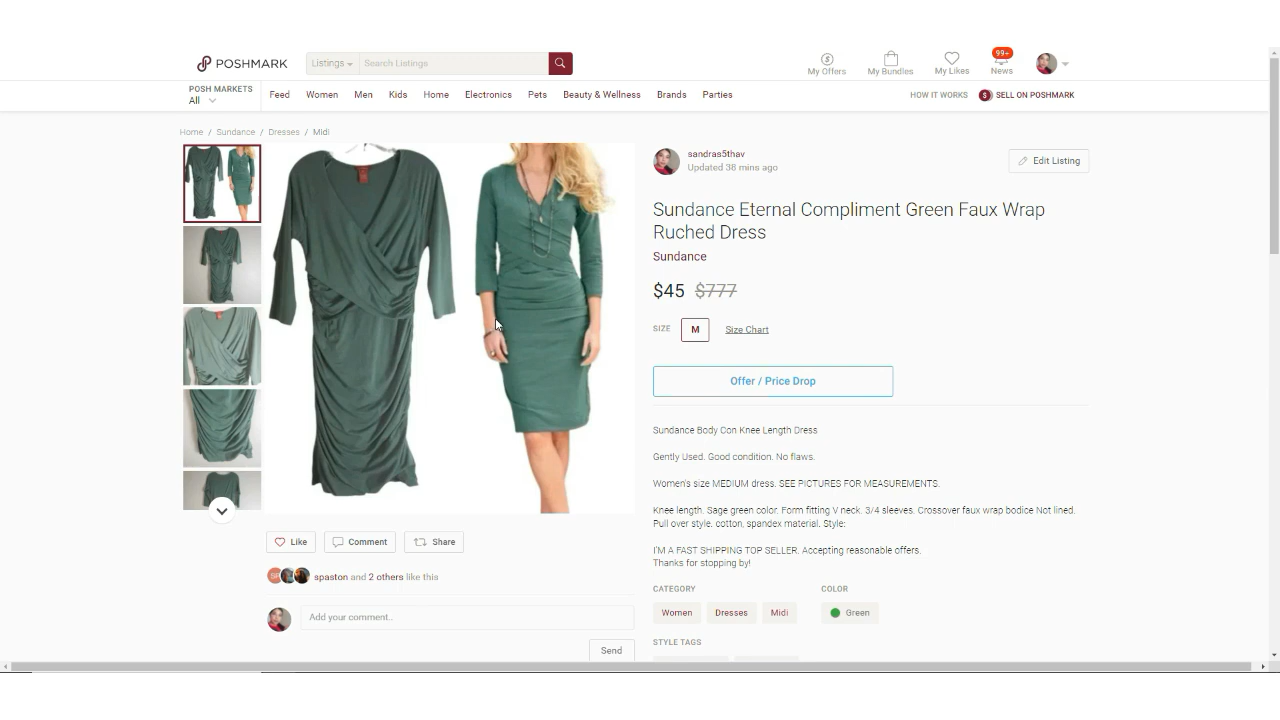 POSHMARK
Listings
Search Listings
My Offers
My Bundles
My Likes
99+
News
POSH MARKETS
All
Feed
Women
Men
Kids
Home
Electronics
Pets
Beauty & Wellness
Brands
Parties
HOW IT WORKS
SELL ON POSHMARK
Home / Sundance / Dresses / Midi
sandras5thav
Updated 38 mins ago
Edit Listing
Sundance Eternal Compliment Green Faux Wrap
Ruched Dress
Sundance
$45 $777
SIZE
M
Size Chart
Offer / Price Drop
Sundance Body Con Knee Length Dress
Gently Used. Good condition. No flaws.
Women's size MEDIUM dress. SEE PICTURES FOR MEASUREMENTS.
Knee length. Sage green color. Form fitting V neck. 3/4 sleeves. Crossover faux wrap bodice Not lined.
Pull over style. cotton, spandex material. Style:
I'M A FAST SHIPPING TOP SELLER. Accepting reasonable offers.
Thanks for stopping by!
CATEGORY
Women
Dresses
Midi
COLOR
Green
STYLE TAGS
Like
Comment
Share
spaston and 2 others like this
Add your comment..
Send